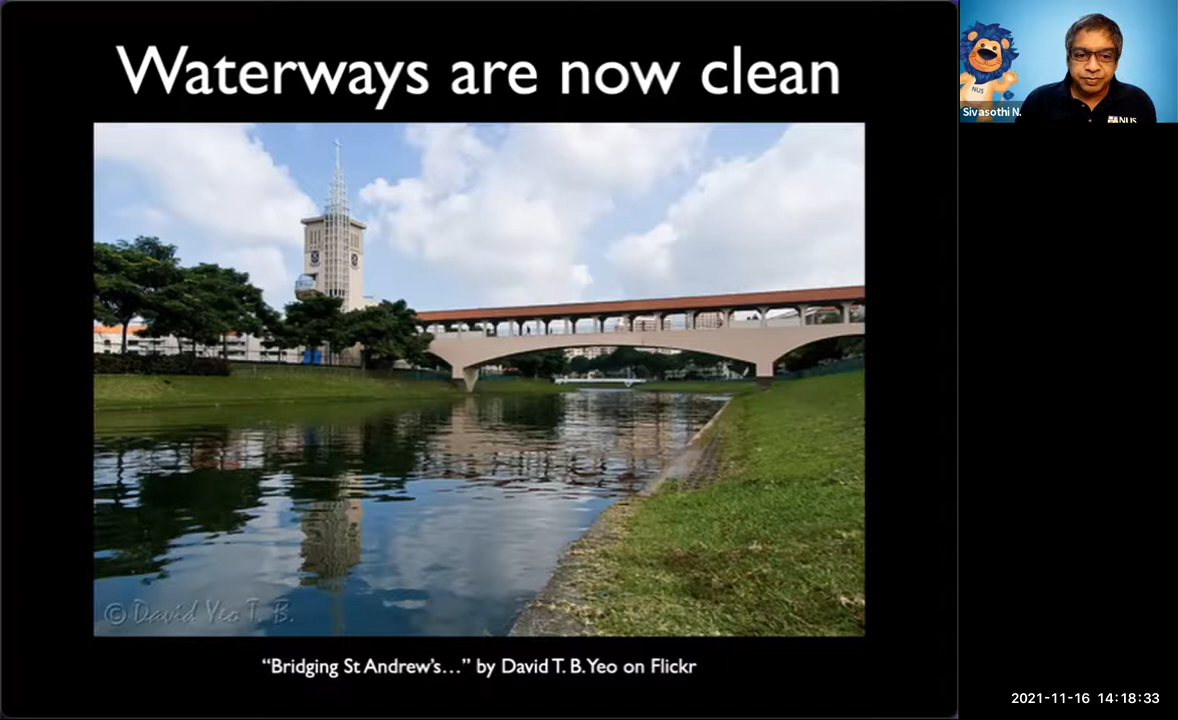 Waterways are now clean
NUS
Sivasothi N.
NUS
© David Yeo T. B.
“Bridging St Andrew’s...” by David T. B. Yeo on Flickr
2021-11-16 14:18:33